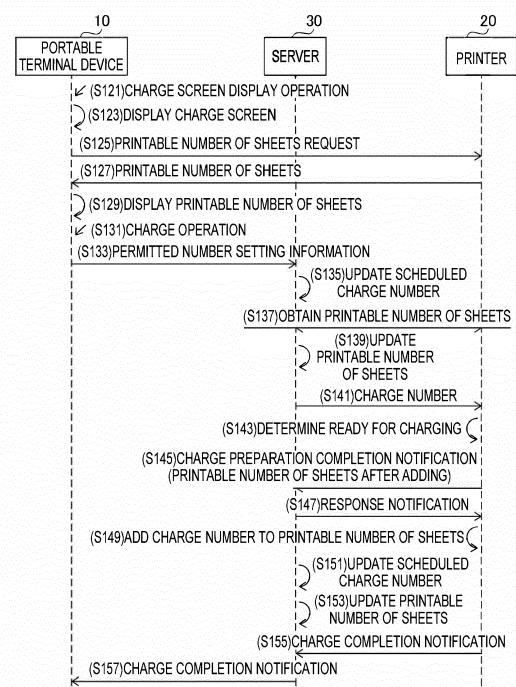 10
30
20
PORTABLE
TERMINAL DEVICE
SERVER
PRINTER
(S121)CHARGE SCREEN DISPLAY OPERATION
(S123)DISPLAY CHARGE SCREEN
(S125)PRINTABLE NUMBER OF SHEETS REQUEST
(S127)PRINTABLE NUMBER OF SHEETS
(S129)DISPLAY PRINTABLE NUMBER OF SHEETS
(S131)CHARGE OPERATION
(S133)PERMITTED NUMBER SETTING INFORMATION
(S135)UPDATE SCHEDULED
CHARGE NUMBER
(S137)OBTAIN PRINTABLE NUMBER OF SHEETS
(S139)UPDATE
PRINTABLE NUMBER
OF SHEETS
(S141)CHARGE NUMBER
(S143)DETERMINE READY FOR CHARGING
(S145)CHARGE PREPARATION COMPLETION NOTIFICATION
(PRINTABLE NUMBER OF SHEETS AFTER ADDING)
(S147)RESPONSE NOTIFICATION
(S149)ADD CHARGE NUMBER TO PRINTABLE NUMBER OF SHEETS
(S151)UPDATE SCHEDULED
CHARGE NUMBER
(S153)UPDATE PRINTABLE
NUMBER OF SHEETS
(S155)CHARGE COMPLETION NOTIFICATION
(S157)CHARGE COMPLETION NOTIFICATION